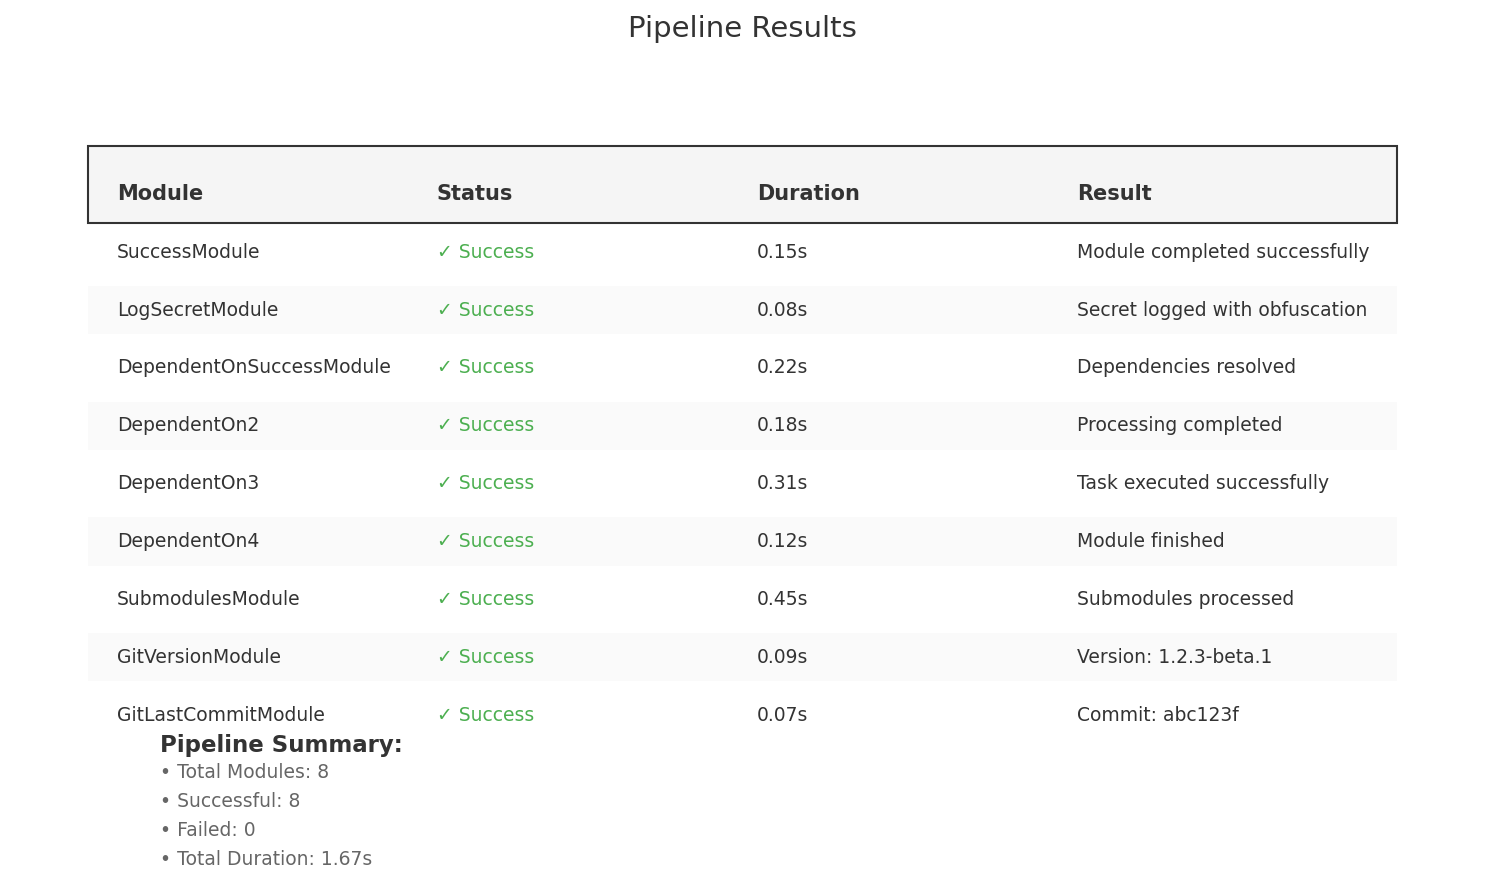 Pipeline Results
Module Status Duration Result
SuccessModule ✓ Success 0.15s Module completed successfully
LogSecretModule ✓ Success 0.08s Secret logged with obfuscation
DependentOnSuccessModule ✓ Success 0.22s Dependencies resolved
DependentOn2 ✓ Success 0.18s Processing completed
DependentOn3 ✓ Success 0.31s Task executed successfully
DependentOn4 ✓ Success 0.12s Module finished
SubmodulesModule ✓ Success 0.45s Submodules processed
GitVersionModule ✓ Success 0.09s Version: 1.2.3-beta.1
GitLastCommitModule ✓ Success 0.07s Commit: abc123f
Pipeline Summary:
• Total Modules: 8
• Successful: 8
• Failed: 0
• Total Duration: 1.67s